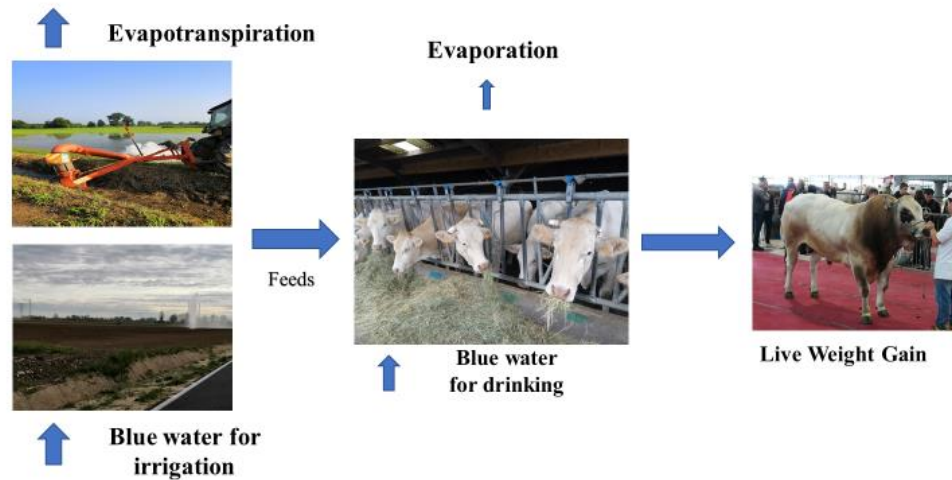 Evapotranspiration
Evaporation
Feeds
Blue water
for drinking
Live Weight Gain
Blue water for
irrigation